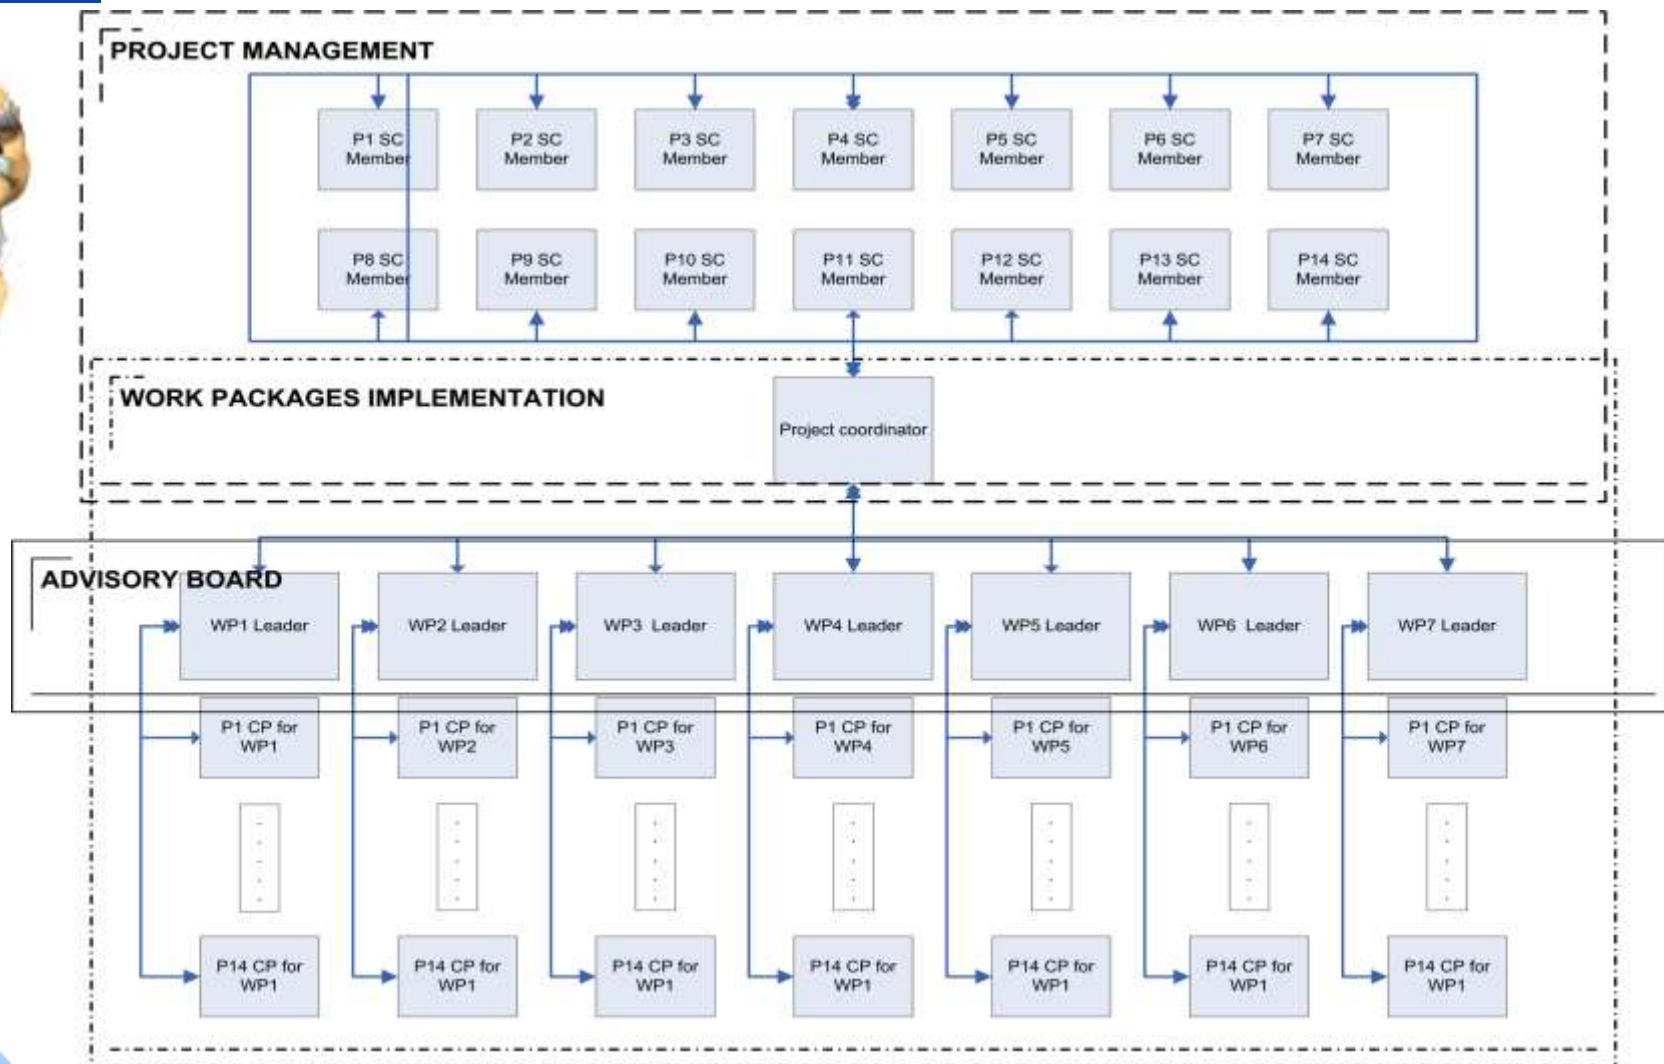 PROJECT MANAGEMENT
P1 SC
Member
P2 SC
Member
P3 SC
Member
P4 SC
Member
P5 SC
Member
P6 SC
Member
P7 SC
Member
P8 SC
Member
P9 SC
Member
P10 SC
Member
P11 SC
Member
P12 SC
Member
P13 SC
Member
P14 SC
Member
WORK PACKAGES IMPLEMENTATION
Project coordinator
ADVISORY BOARD
WP1 Leader
WP2 Leader
WP3 Leader
WP4 Leader
WP5 Leader
WP6 Leader
WP7 Leader
P1 CP for
WP1
P1 CP for
WP2
P1 CP for
WP3
P1 CP for
WP4
P1 CP for
WP5
P1 CP for
WP6
P1 CP for
WP7
P14 CP for
WP1
P14 CP for
WP1
P14 CP for
WP1
P14 CP for
WP1
P14 CP for
WP1
P14 CP for
WP1
P14 CP for
WP1